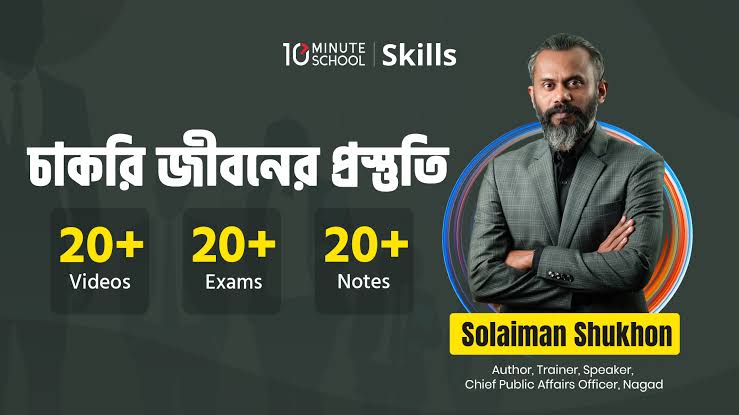 10 MINUTE SCHOOL | Skills
চাকরি জীবনের প্রস্তুতি
20+ 20+ 20+
Videos Exams Notes
Solaiman Shukhon
Author, Trainer, Speaker,
Chief Public Affairs Officer, Nagad